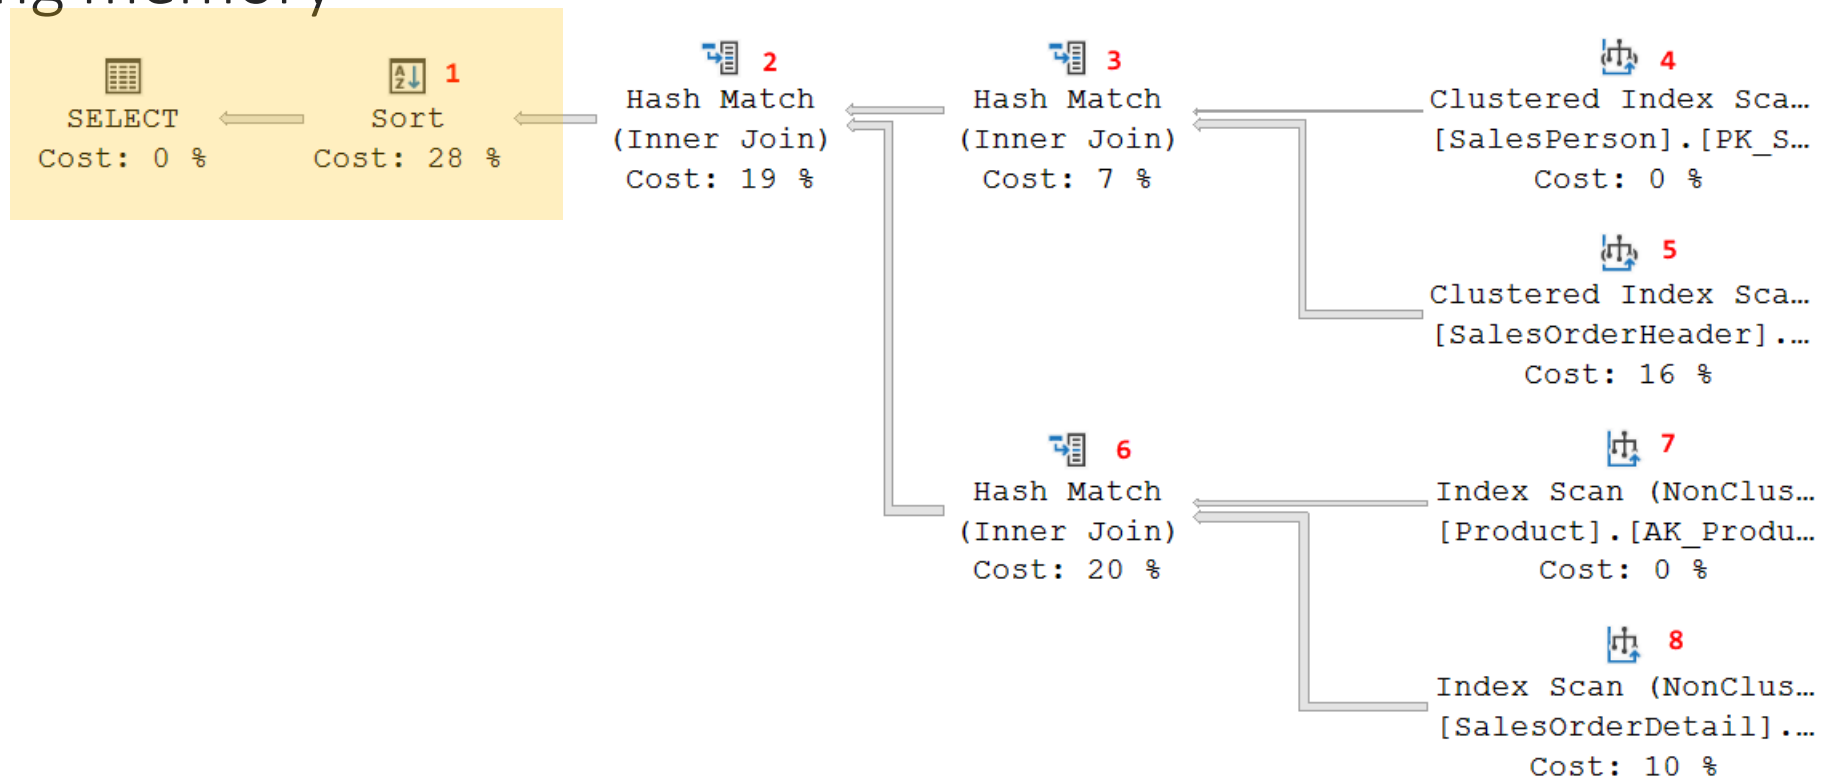 SELECT
Cost: 0 %
1
Sort
Cost: 28 %
2
Hash Match
(Inner Join)
Cost: 19 %
3
Hash Match
(Inner Join)
Cost: 7 %
4
Clustered Index Sca…
[SalesPerson].[PK_S…
Cost: 0 %
5
Clustered Index Sca…
[SalesOrderHeader].…
Cost: 16 %
6
Hash Match
(Inner Join)
Cost: 20 %
7
Index Scan (NonClus…
[Product].[AK_Produ…
Cost: 0 %
8
Index Scan (NonClus…
[SalesOrderDetail].…
Cost: 10 %